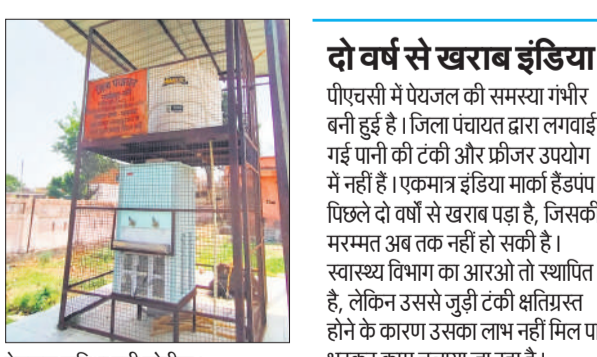 दो वर्ष से खराब इंडिया
पीएचसी में पेयजल की समस्या गंभीर
बनी हुई है । जिला पंचायत द्वारा लगवाई
गई पानी की टंकी और फ्रीजर उपयोग
में नहीं हैं । एकमात्र इंडिया मार्का हैंडपंप
पिछले दो वर्षों से खराब पड़ा है, जिसकी
मरम्मत अब तक नहीं हो सकी है ।
स्वास्थ्य विभाग का आरओ तो स्थापित
है, लेकिन उससे जुड़ी टंकी क्षतिग्रस्त
होने के कारण उसका लाभ नहीं मिल पा